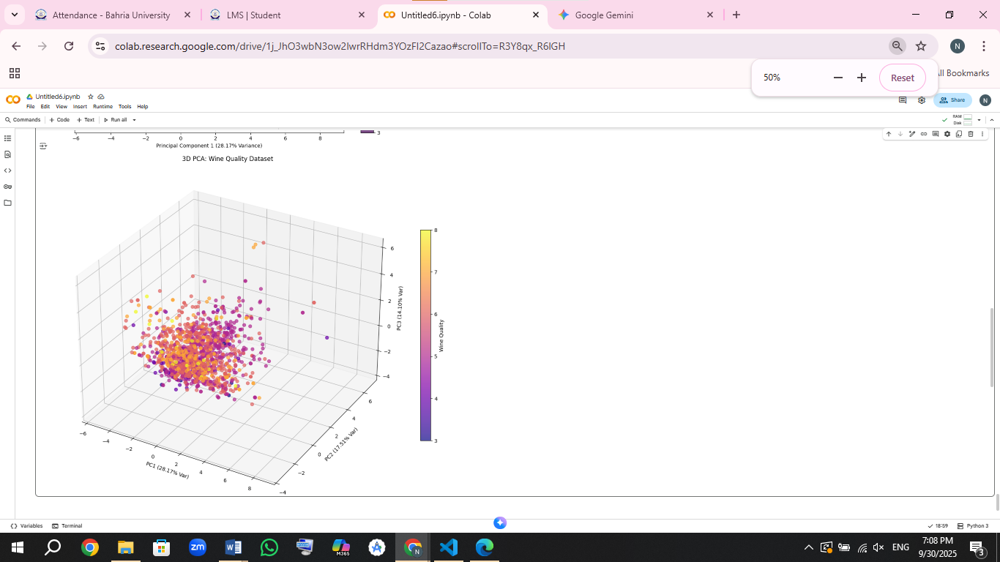 Attendance - Bahria University
LMS | Student
Untitled6.ipynb - Colab
Google Gemini
colab.research.google.com/drive/1j_JhO3wbN3ow2IwrRHdm3YOzFI2Cazao#scrollTo=R3Y8qx_R6lGH
N
50%
Reset
All Bookmarks
Untitled6.ipynb
File Edit View Insert Runtime Tools Help
Share
N
Commands + Code + Text Run all
RAM
Disk
3
−6 −4 −2 0 2 4 6 8
Principal Component 1 (28.17% Variance)
3D PCA: Wine Quality Dataset
6
4
2
0
−2
−4
PC3 (14.10% Var)
8
7
6
5
4
3
Wine Quality
−6
−4
−2
0
2
4
6
8
PC1 (28.17% Var)
6
4
2
0
−2
−4
PC2 (17.51% Var)
Variables Terminal
18:59 Python 3
zm
M365
N
ENG
7:08 PM
9/30/2025
3